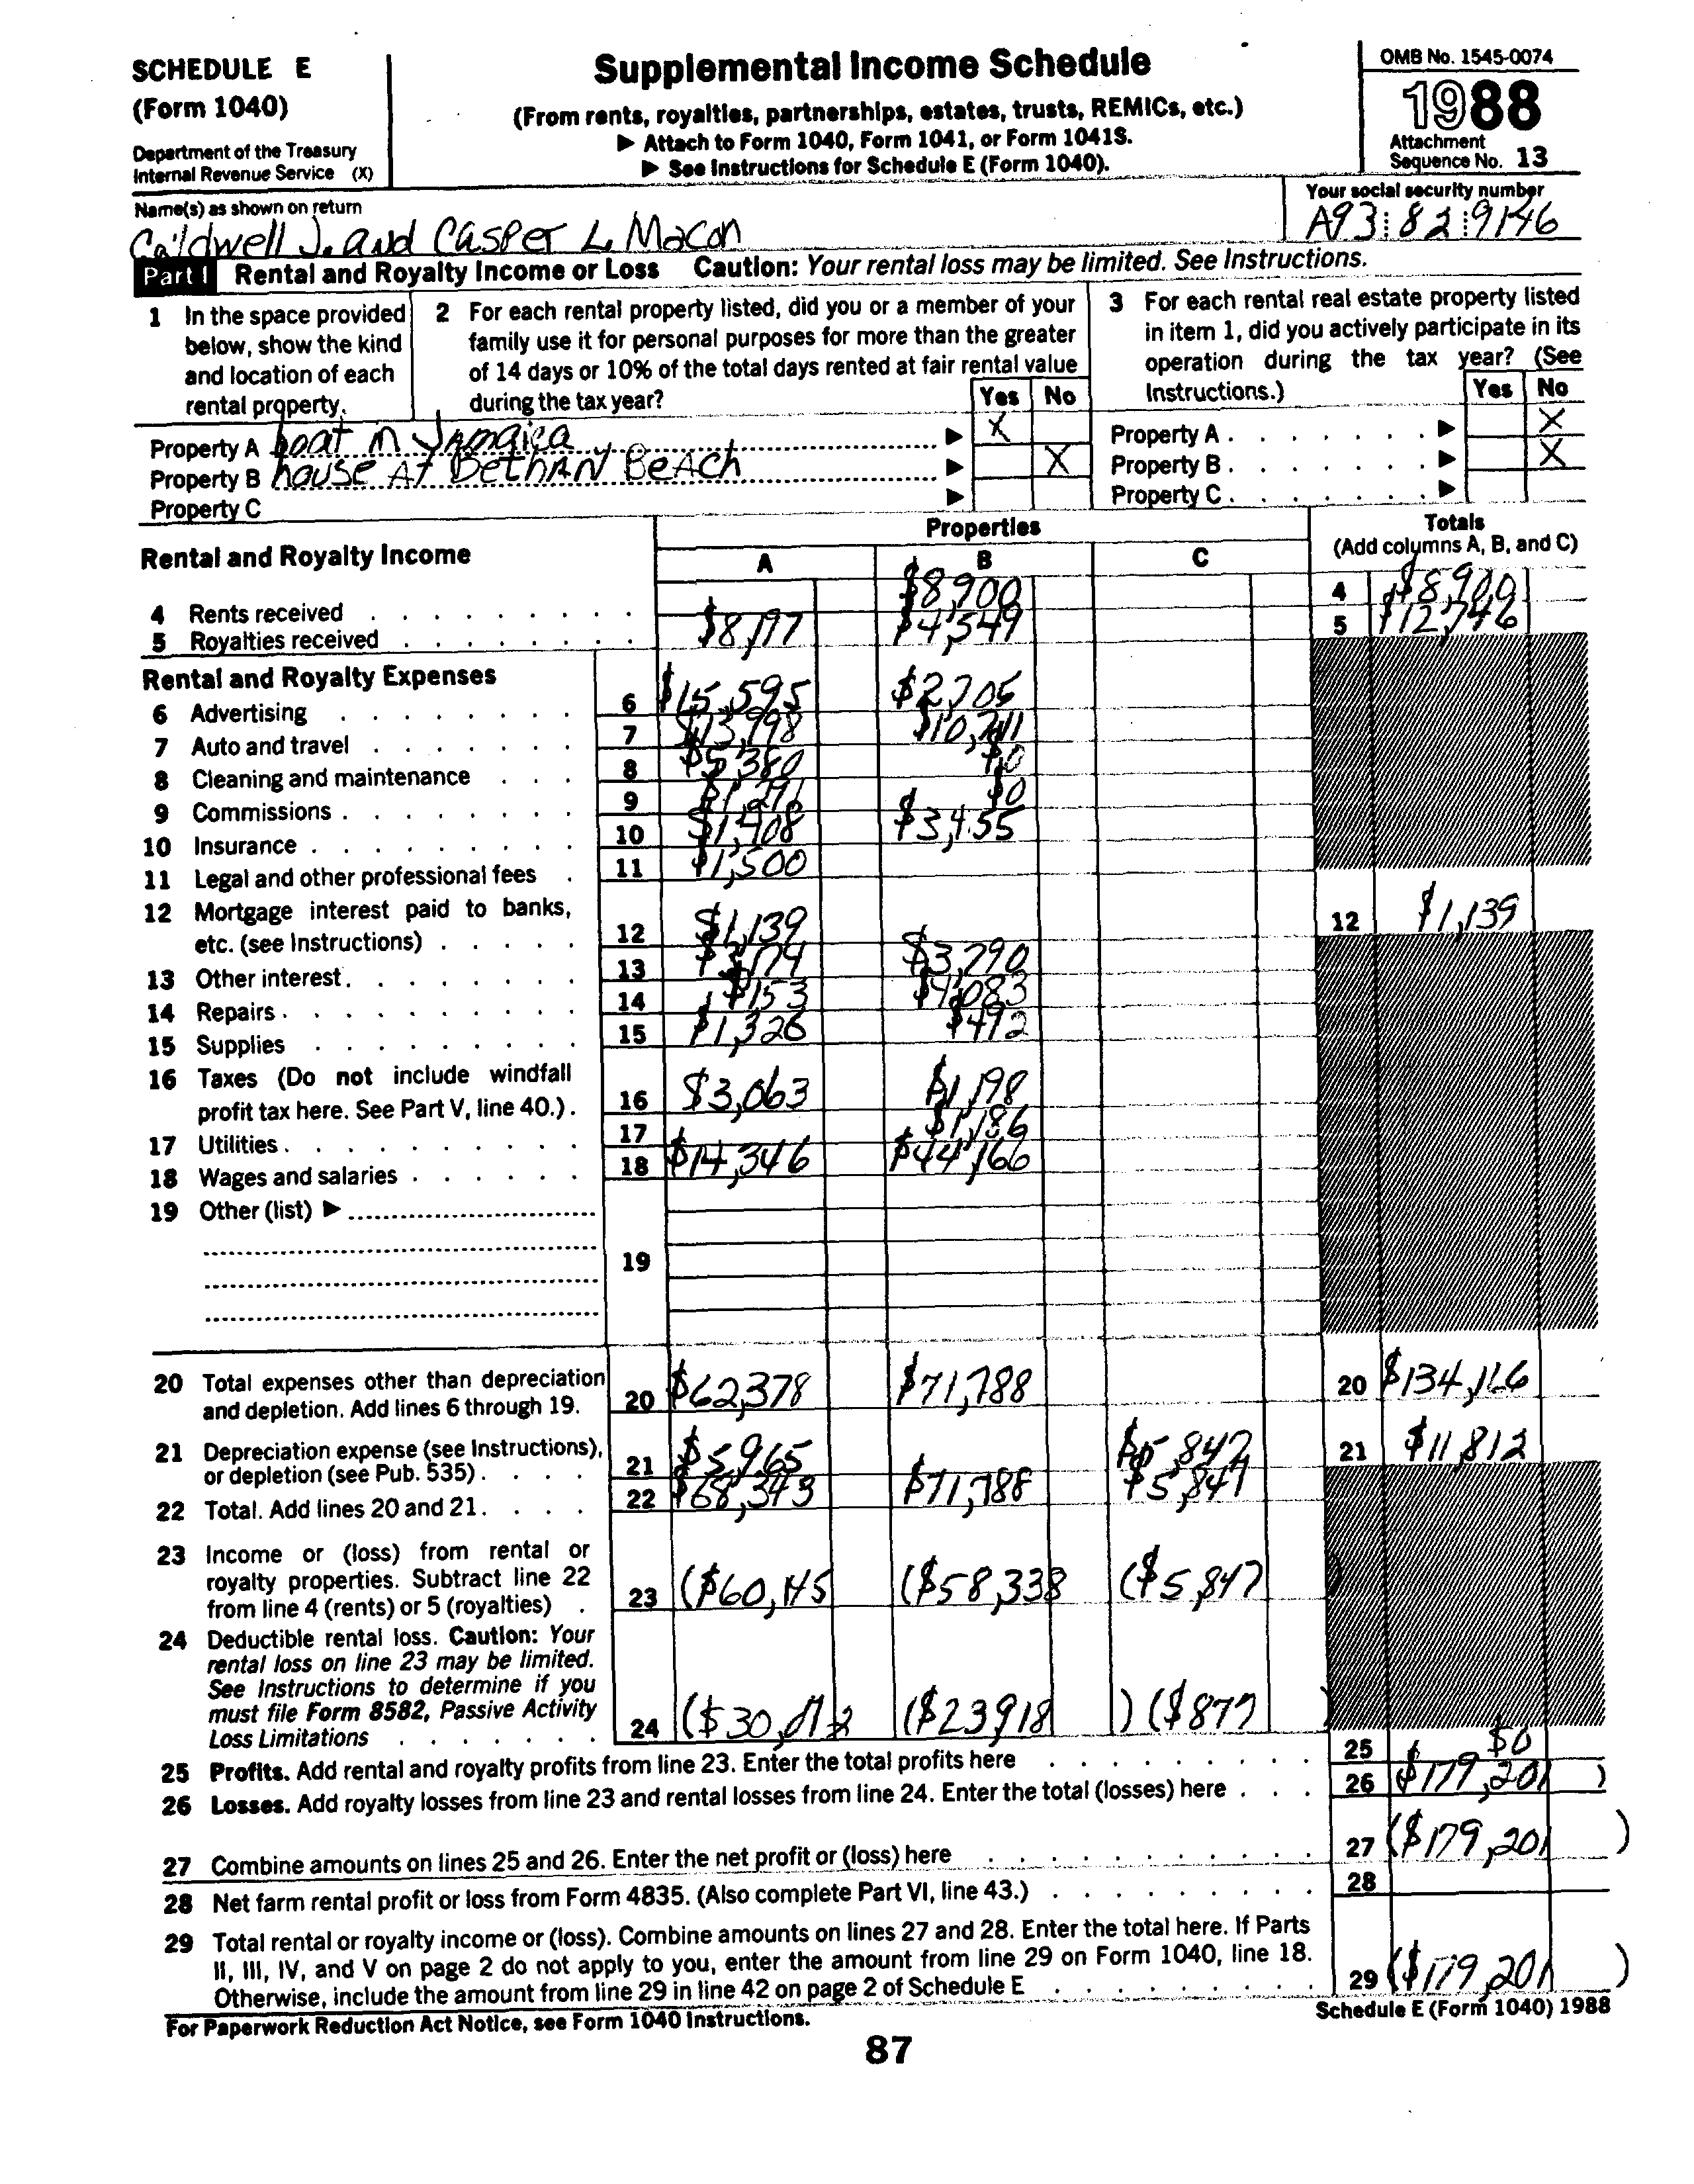 SCHEDULE E
(Form 1040)
Department of the Treasury
Internal Revenue Service (X)
Supplemental Income Schedule
(From rents, royalties, partnerships, estates, trusts, REMICs, etc.)
▶ Attach to Form 1040, Form 1041, or Form 1041S.
▶ See Instructions for Schedule E (Form 1040).
OMB No. 1545-0074
1988
Attachment
Sequence No. 13
Name(s) as shown on return
Caldwell J. and Casper L. Macon
Your social security number
A93 82 9146
Part I Rental and Royalty Income or Loss Caution: Your rental loss may be limited. See Instructions.
1 In the space provided below, show the kind and location of each rental property.
2 For each rental property listed, did you or a member of your family use it for personal purposes for more than the greater of 14 days or 10% of the total days rented at fair rental value during the tax year?
Yes No
3 For each rental real estate property listed in item 1, did you actively participate in its operation during the tax year? (See Instructions.)
Yes No
Property A boat in Jamaica ▶ X
Property A ▶ X
Property B house At Bethan Beach ▶ X
Property B ▶ X
Property C ▶
Property C ▶
Rental and Royalty Income
Properties
A B C
Totals
(Add columns A, B, and C)
4 Rents received $8,900 4 $8,900
5 Royalties received $8,197 $4,549 5 $12,746
Rental and Royalty Expenses
6 Advertising 6 $15,595 $2,705
7 Auto and travel 7 $13,998 $10,711
8 Cleaning and maintenance 8 $5,380 $0
9 Commissions 9 $0
10 Insurance 10 $1,408 $3,455
11 Legal and other professional fees 11 $1,500
12 Mortgage interest paid to banks, etc. (see Instructions) 12 $1,139 12 $1,139
13 Other interest 13 $3,790
14 Repairs 14 $153 $4,083
15 Supplies 15 $1,326 $492
16 Taxes (Do not include windfall profit tax here. See Part V, line 40.) 16 $3,063 $1,198
17 Utilities 17 $1,186
18 Wages and salaries 18 $14,346 $44,166
19 Other (list) ▶
19
20 Total expenses other than depreciation and depletion. Add lines 6 through 19. 20 $62,378 $71,788 20 $134,166
21 Depreciation expense (see Instructions), or depletion (see Pub. 535) 21 $5,965 $5,847 21 $11,812
22 Total. Add lines 20 and 21 22 $68,343 $71,788 $5,847
23 Income or (loss) from rental or royalty properties. Subtract line 22 from line 4 (rents) or 5 (royalties) 23 ($60,145 ($58,338 ($5,847 )
24 Deductible rental loss. Caution: Your rental loss on line 23 may be limited. See Instructions to determine if you must file Form 8582, Passive Activity Loss Limitations 24 ($30,012 ($23,918 ) ($877 )
25 Profits. Add rental and royalty profits from line 23. Enter the total profits here 25 $0
26 Losses. Add royalty losses from line 23 and rental losses from line 24. Enter the total (losses) here 26 ($179,201 )
27 Combine amounts on lines 25 and 26. Enter the net profit or (loss) here 27 ($179,201 )
28 Net farm rental profit or loss from Form 4835. (Also complete Part VI, line 43.) 28
29 Total rental or royalty income or (loss). Combine amounts on lines 27 and 28. Enter the total here. If Parts II, III, IV, and V on page 2 do not apply to you, enter the amount from line 29 on Form 1040, line 18. Otherwise, include the amount from line 29 in line 42 on page 2 of Schedule E 29 ($179,201 )
For Paperwork Reduction Act Notice, see Form 1040 Instructions.
Schedule E (Form 1040) 1988
87